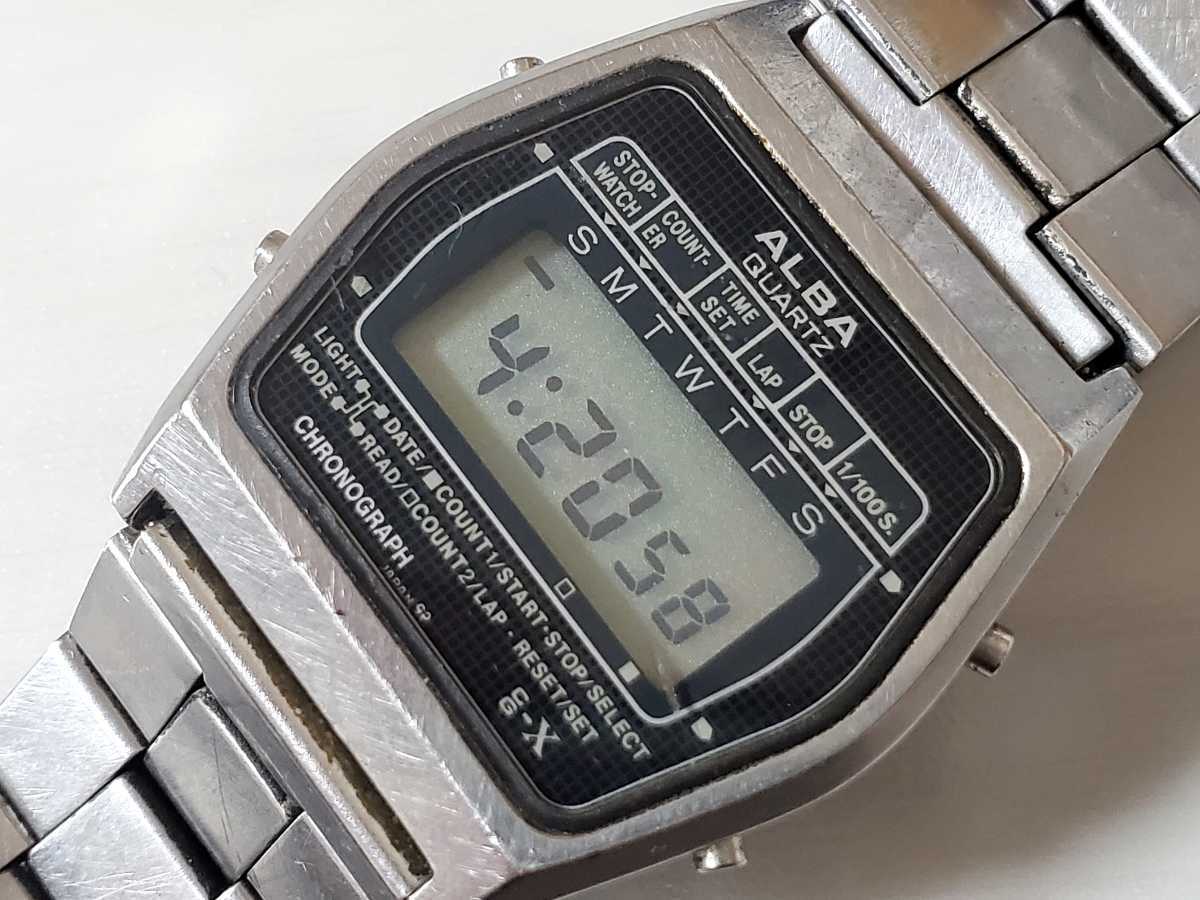 ALBA
QUARTZ
STOP-
WATCH
COUNT-
ER
TIME
SET
LAP
STOP
1/100S.
S M T W T F S
4:20 58
LIGHT DATE/■COUNT1/START·STOP/SELECT
MODE READ/□COUNT2/LAP·RESET/SET
CHRONOGRAPH
JAPAN